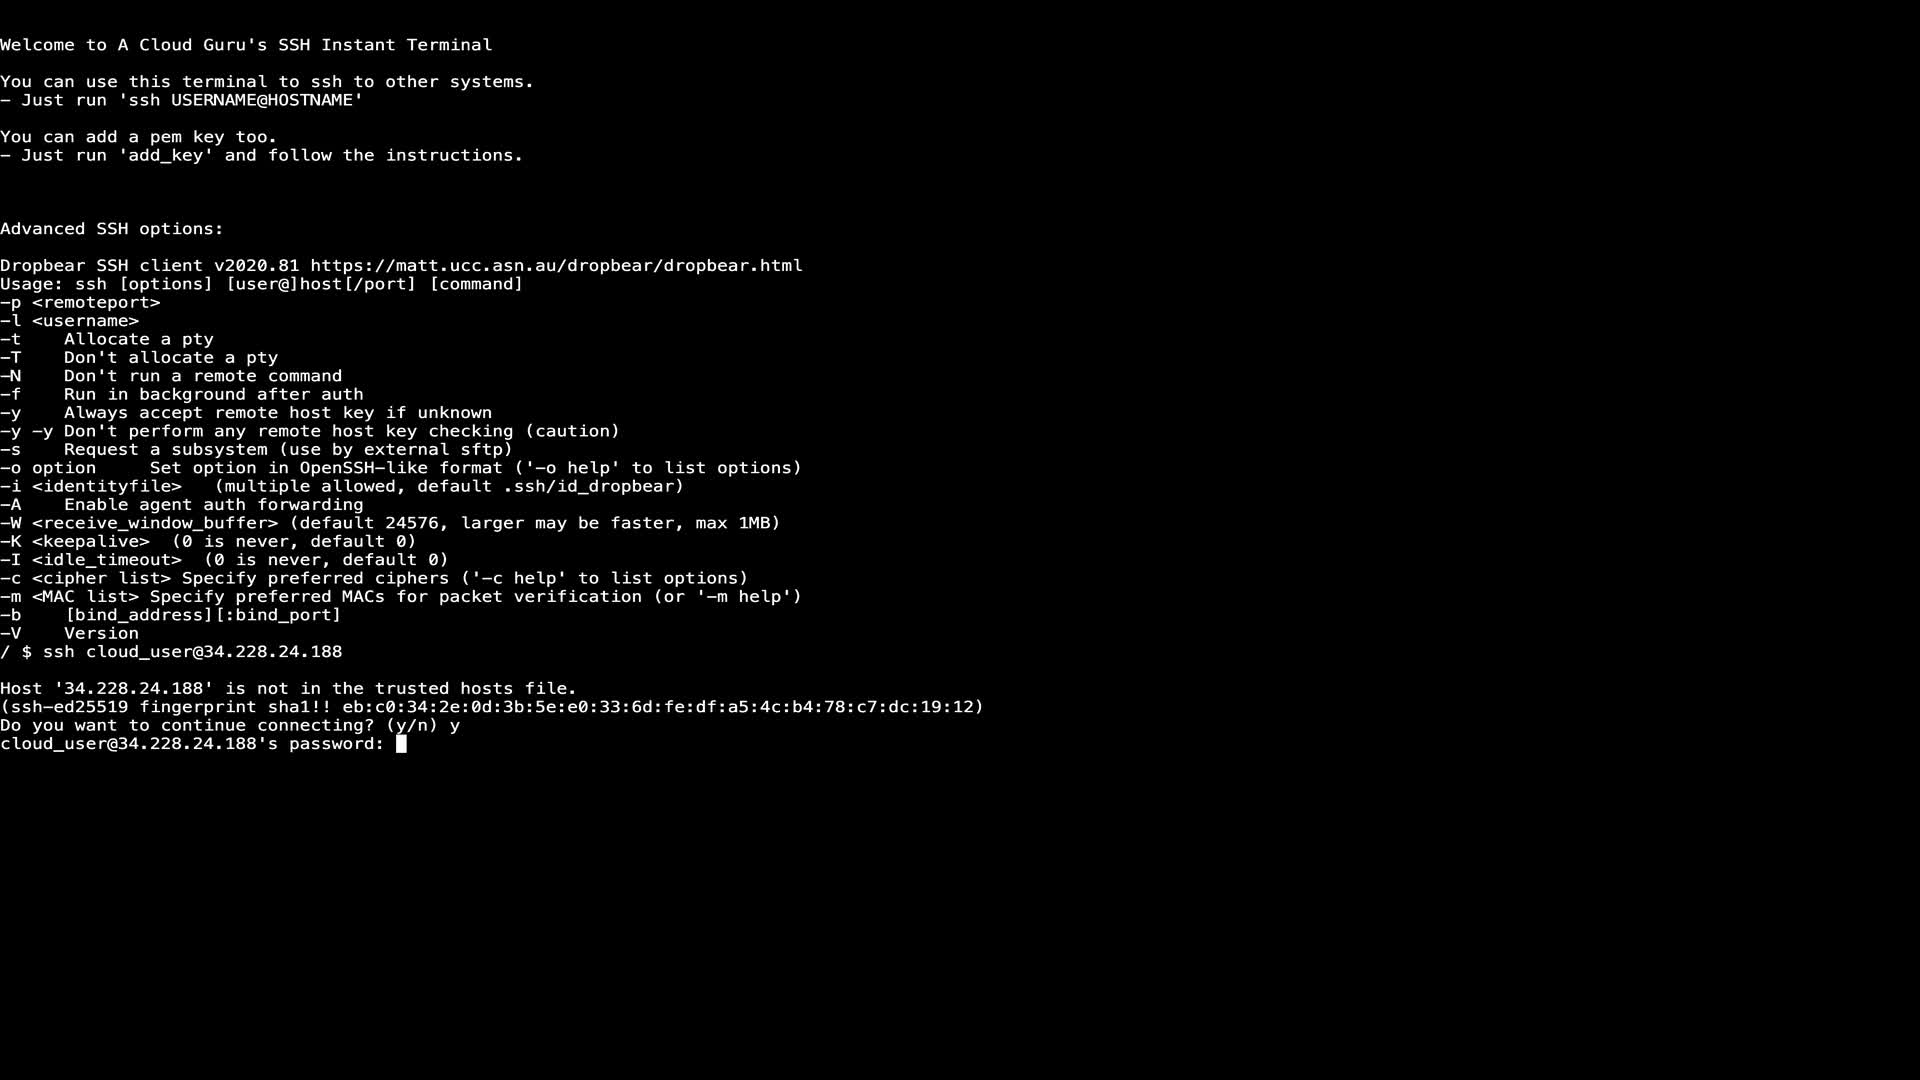 Welcome to A Cloud Guru's SSH Instant Terminal
You can use this terminal to ssh to other systems.
- Just run 'ssh USERNAME@HOSTNAME'
You can add a pem key too.
- Just run 'add_key' and follow the instructions.
Advanced SSH options:
Dropbear SSH client v2020.81 https://matt.ucc.asn.au/dropbear/dropbear.html
Usage: ssh [options] [user@]host[/port] [command]
-p <remoteport>
-l <username>
-t    Allocate a pty
-T    Don't allocate a pty
-N    Don't run a remote command
-f    Run in background after auth
-y    Always accept remote host key if unknown
-y -y Don't perform any remote host key checking (caution)
-s    Request a subsystem (use by external sftp)
-o option     Set option in OpenSSH-like format ('-o help' to list options)
-i <identityfile>   (multiple allowed, default .ssh/id_dropbear)
-A    Enable agent auth forwarding
-W <receive_window_buffer> (default 24576, larger may be faster, max 1MB)
-K <keepalive>  (0 is never, default 0)
-I <idle_timeout>  (0 is never, default 0)
-c <cipher list> Specify preferred ciphers ('-c help' to list options)
-m <MAC list> Specify preferred MACs for packet verification (or '-m help')
-b    [bind_address][:bind_port]
-V    Version
/ $ ssh cloud_user@34.228.24.188
Host '34.228.24.188' is not in the trusted hosts file.
(ssh-ed25519 fingerprint sha1!! eb:c0:34:2e:0d:3b:5e:e0:33:6d:fe:df:a5:4c:b4:78:c7:dc:19:12)
Do you want to continue connecting? (y/n) y
cloud_user@34.228.24.188's password: